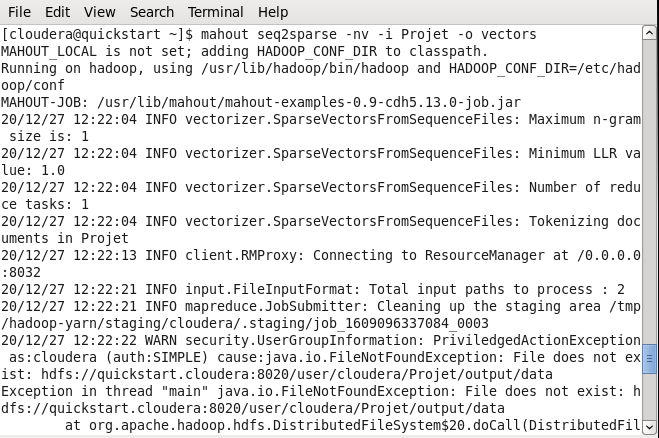 File Edit View Search Terminal Help
[cloudera@quickstart ~]$ mahout seq2sparse -nv -i Projet -o vectors
MAHOUT_LOCAL is not set; adding HADOOP_CONF_DIR to classpath.
Running on hadoop, using /usr/lib/hadoop/bin/hadoop and HADOOP_CONF_DIR=/etc/had
oop/conf
MAHOUT-JOB: /usr/lib/mahout/mahout-examples-0.9-cdh5.13.0-job.jar
20/12/27 12:22:04 INFO vectorizer.SparseVectorsFromSequenceFiles: Maximum n-gram
 size is: 1
20/12/27 12:22:04 INFO vectorizer.SparseVectorsFromSequenceFiles: Minimum LLR va
lue: 1.0
20/12/27 12:22:04 INFO vectorizer.SparseVectorsFromSequenceFiles: Number of redu
ce tasks: 1
20/12/27 12:22:04 INFO vectorizer.SparseVectorsFromSequenceFiles: Tokenizing doc
uments in Projet
20/12/27 12:22:13 INFO client.RMProxy: Connecting to ResourceManager at /0.0.0.0
:8032
20/12/27 12:22:21 INFO input.FileInputFormat: Total input paths to process : 2
20/12/27 12:22:21 INFO mapreduce.JobSubmitter: Cleaning up the staging area /tmp
/hadoop-yarn/staging/cloudera/.staging/job_1609096337084_0003
20/12/27 12:22:22 WARN security.UserGroupInformation: PriviledgedActionException
 as:cloudera (auth:SIMPLE) cause:java.io.FileNotFoundException: File does not ex
ist: hdfs://quickstart.cloudera:8020/user/cloudera/Projet/output/data
Exception in thread "main" java.io.FileNotFoundException: File does not exist: h
dfs://quickstart.cloudera:8020/user/cloudera/Projet/output/data
        at org.apache.hadoop.hdfs.DistributedFileSystem$20.doCall(DistributedFil